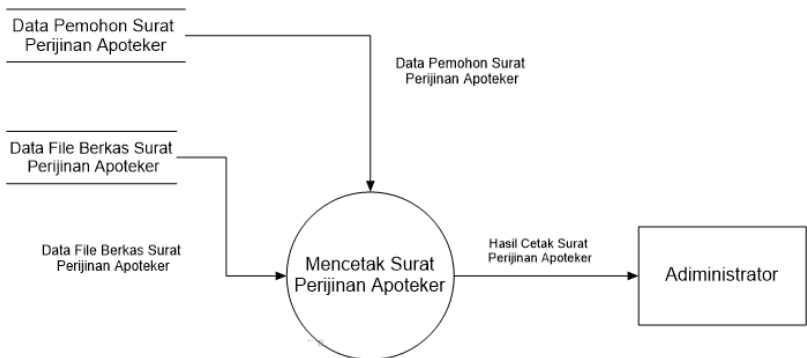 Data Pemohon Surat
Perijinan Apoteker
Data Pemohon Surat
Perijinan Apoteker
Data File Berkas Surat
Perijinan Apoteker
Data File Berkas Surat
Perijinan Apoteker
Mencetak Surat
Perijinan Apoteker
Hasil Cetak Surat
Perijinan Apoteker
Adiministrator